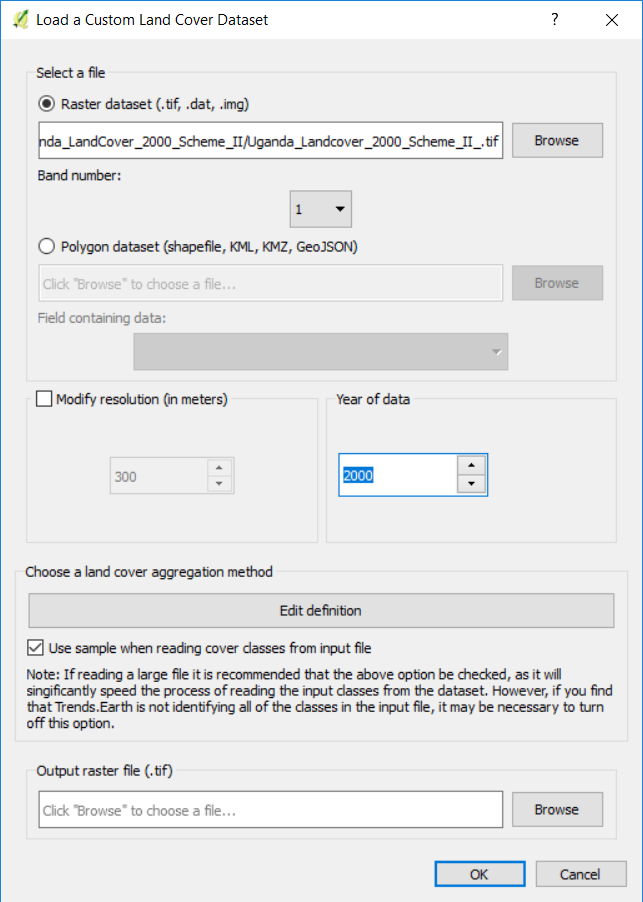 Load a Custom Land Cover Dataset
?
Select a file
Raster dataset (.tif, .dat, .img)
nda_LandCover_2000_Scheme_II/Uganda_Landcover_2000_Scheme_II_.tif
Browse
Band number:
1
Polygon dataset (shapefile, KML, KMZ, GeoJSON)
Click "Browse" to choose a file...
Browse
Field containing data:
Modify resolution (in meters)
300
Year of data
2000
Choose a land cover aggregation method
Edit definition
Use sample when reading cover classes from input file
Note: If reading a large file it is recommended that the above option be checked, as it will
singificantly speed the process of reading the input classes from the dataset. However, if you find
that Trends.Earth is not identifying all of the classes in the input file, it may be necessary to turn
off this option.
Output raster file (.tif)
Click "Browse" to choose a file...
Browse
OK
Cancel